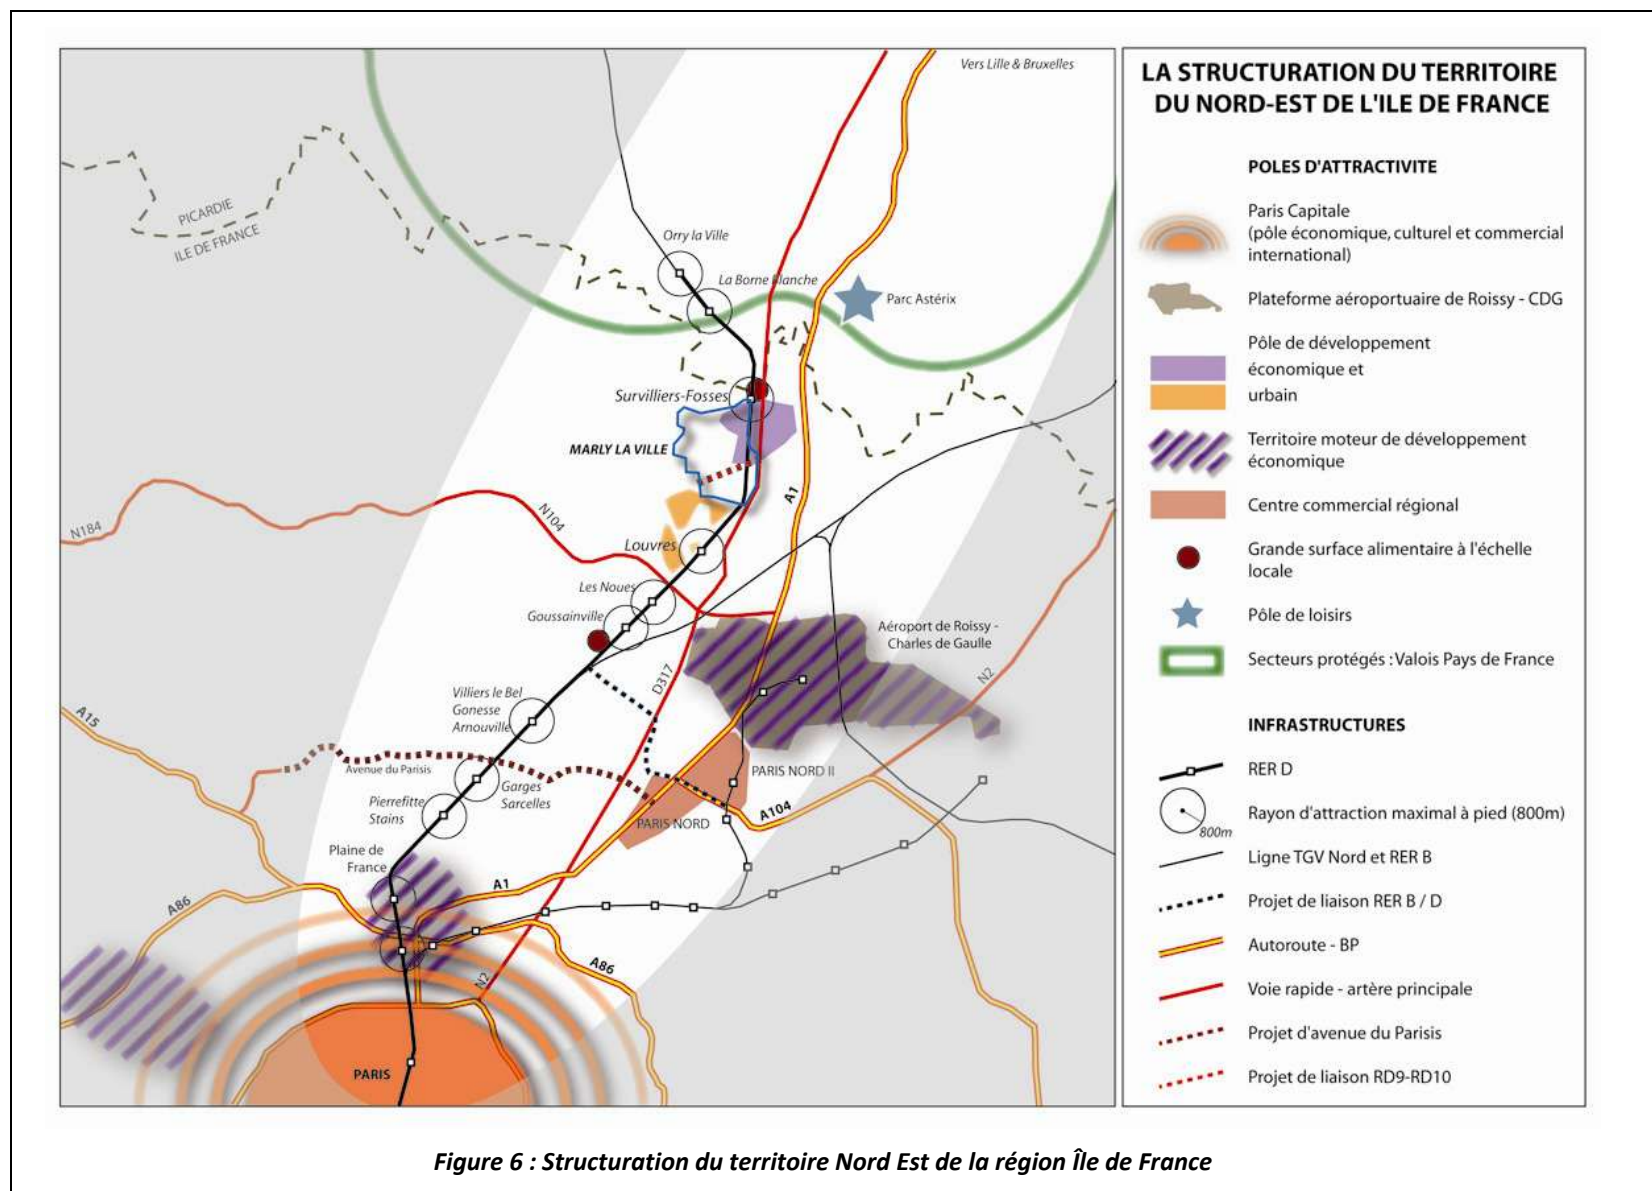 Vers Lille & Bruxelles
PICARDIE
ILE DE FRANCE
Orry la Ville
La Borne Blanche
Parc Astérix
Survilliers-Fosses
MARLY LA VILLE
A1
N184
N104
Louvres
Les Noues
Goussainville
Aéroport de Roissy -
Charles de Gaulle
D317
N2
Villiers le Bel
Gonesse
Arnouville
A15
Avenue du Parisis
PARIS NORD II
Garges
Sarcelles
Pierrefitte
Stains
PARIS NORD
A104
Plaine de
France
A1
A86
A86
N2
PARIS
LA STRUCTURATION DU TERRITOIRE
DU NORD-EST DE L'ILE DE FRANCE
POLES D'ATTRACTIVITE
Paris Capitale
(pôle économique, culturel et commercial
international)
Plateforme aéroportuaire de Roissy - CDG
Pôle de développement
économique et
urbain
Territoire moteur de développement
économique
Centre commercial régional
Grande surface alimentaire à l'échelle
locale
Pôle de loisirs
Secteurs protégés : Valois Pays de France
INFRASTRUCTURES
RER D
Rayon d'attraction maximal à pied (800m)
800m
Ligne TGV Nord et RER B
Projet de liaison RER B / D
Autoroute - BP
Voie rapide - artère principale
Projet d'avenue du Parisis
Projet de liaison RD9-RD10
Figure 6 : Structuration du territoire Nord Est de la région Île de France